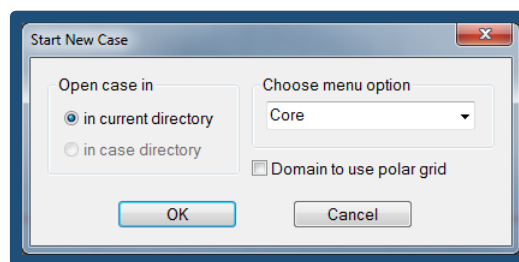 Start New Case
Open case in
in current directory
in case directory
Choose menu option
Core
Domain to use polar grid
OK
Cancel